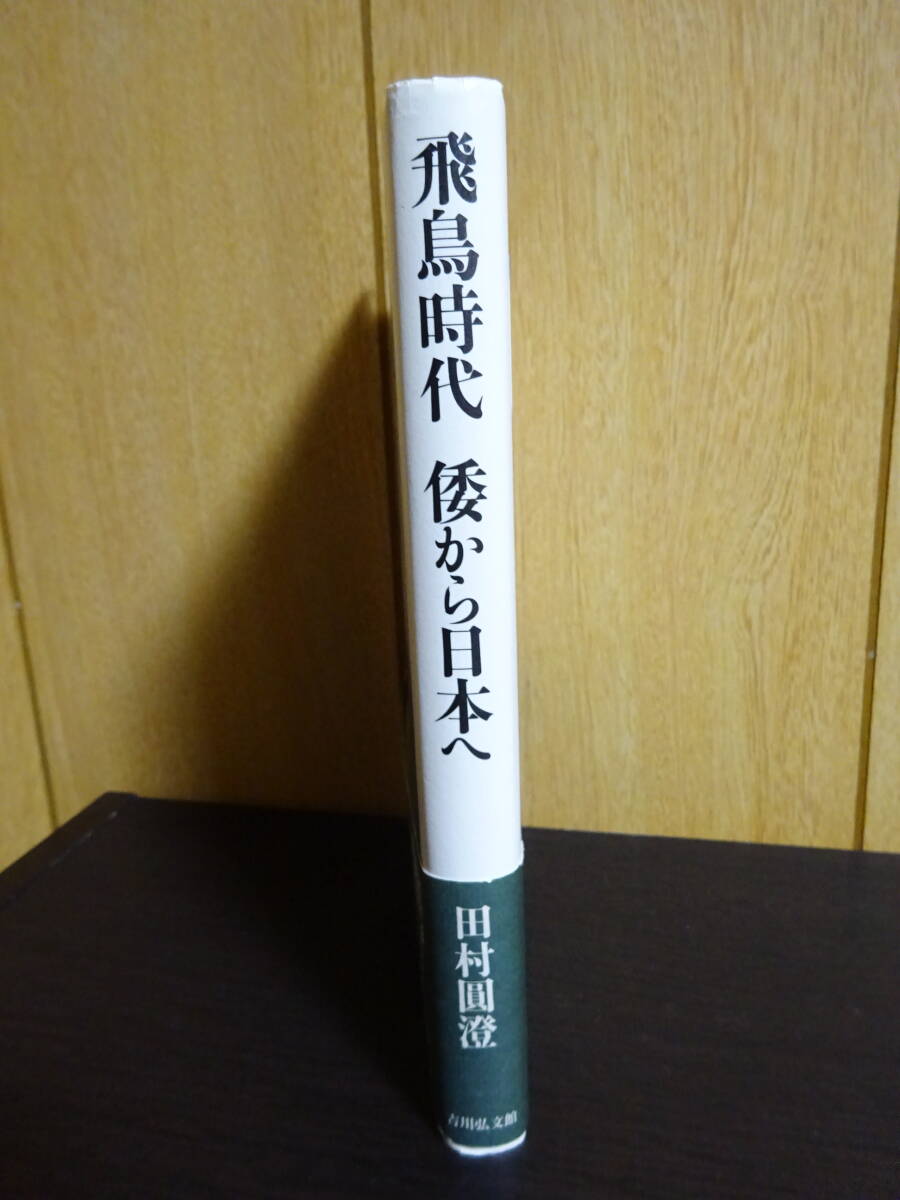 飛鳥時代 倭から日本へ
田村圓澄
吉川弘文館